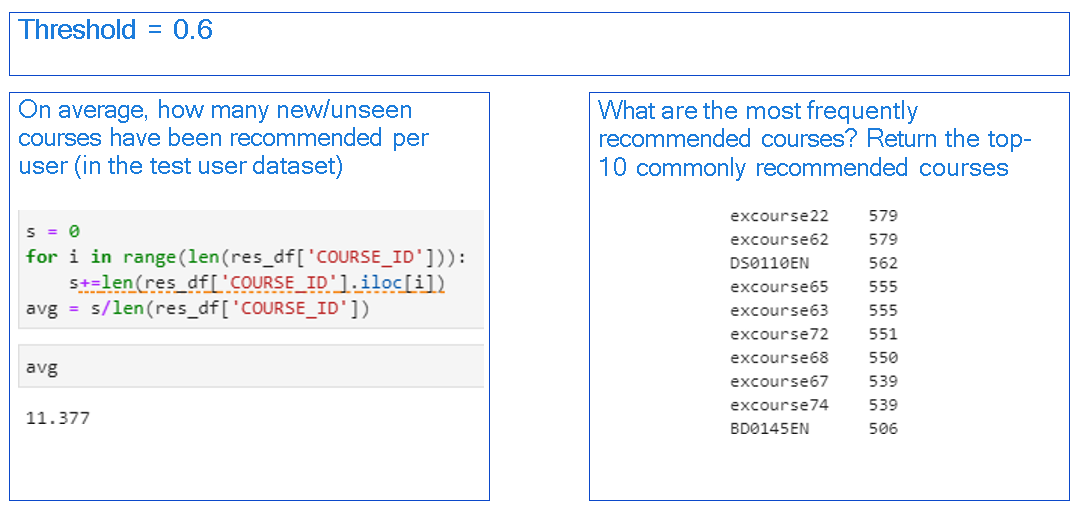 Threshold = 0.6
On average, how many new/unseen
courses have been recommended per
user (in the test user dataset)
s = 0
for i in range(len(res_df['COURSE_ID'])):
    s+=len(res_df['COURSE_ID'].iloc[i])
avg = s/len(res_df['COURSE_ID'])
avg
11.377
What are the most frequently
recommended courses? Return the top-
10 commonly recommended courses
excourse22 579
excourse62 579
DS0110EN 562
excourse65 555
excourse63 555
excourse72 551
excourse68 550
excourse67 539
excourse74 539
BD0145EN 506